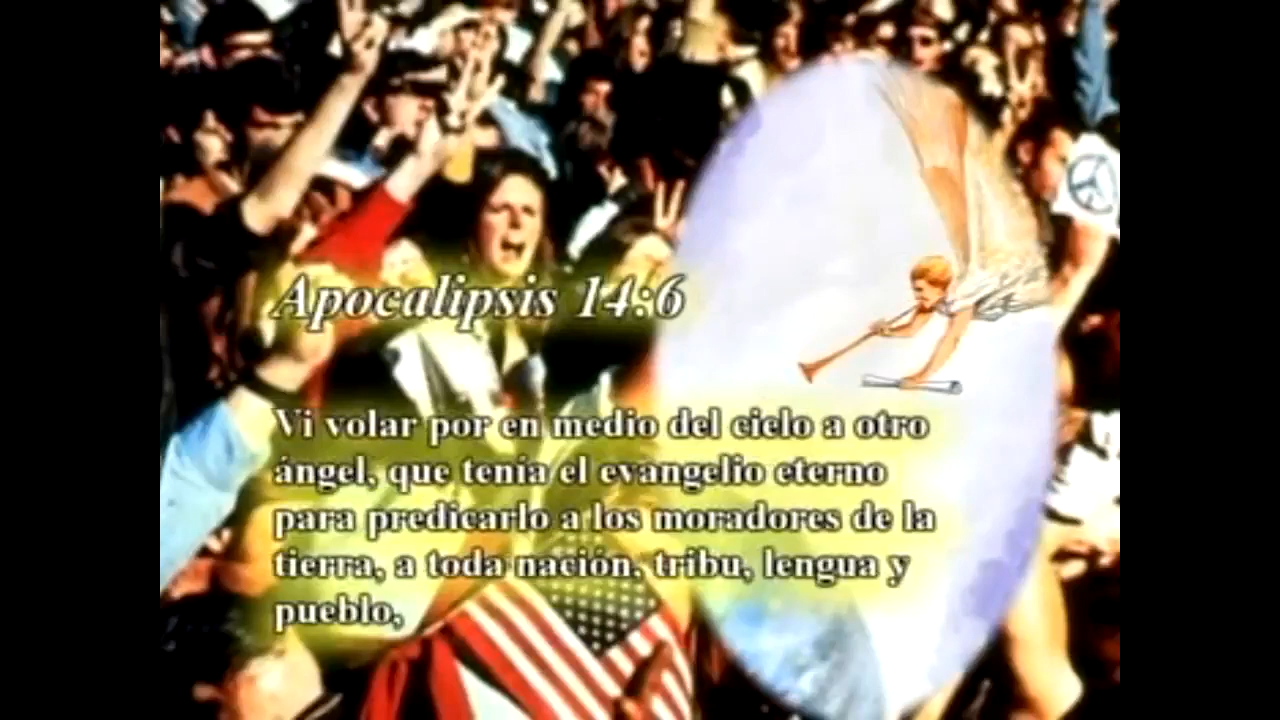 Apocalipsis 14:6
Vi volar por en medio del cielo a otro
ángel, que tenía el evangelio eterno
para predicarlo a los moradores de la
tierra, a toda nación, tribu, lengua y
pueblo,